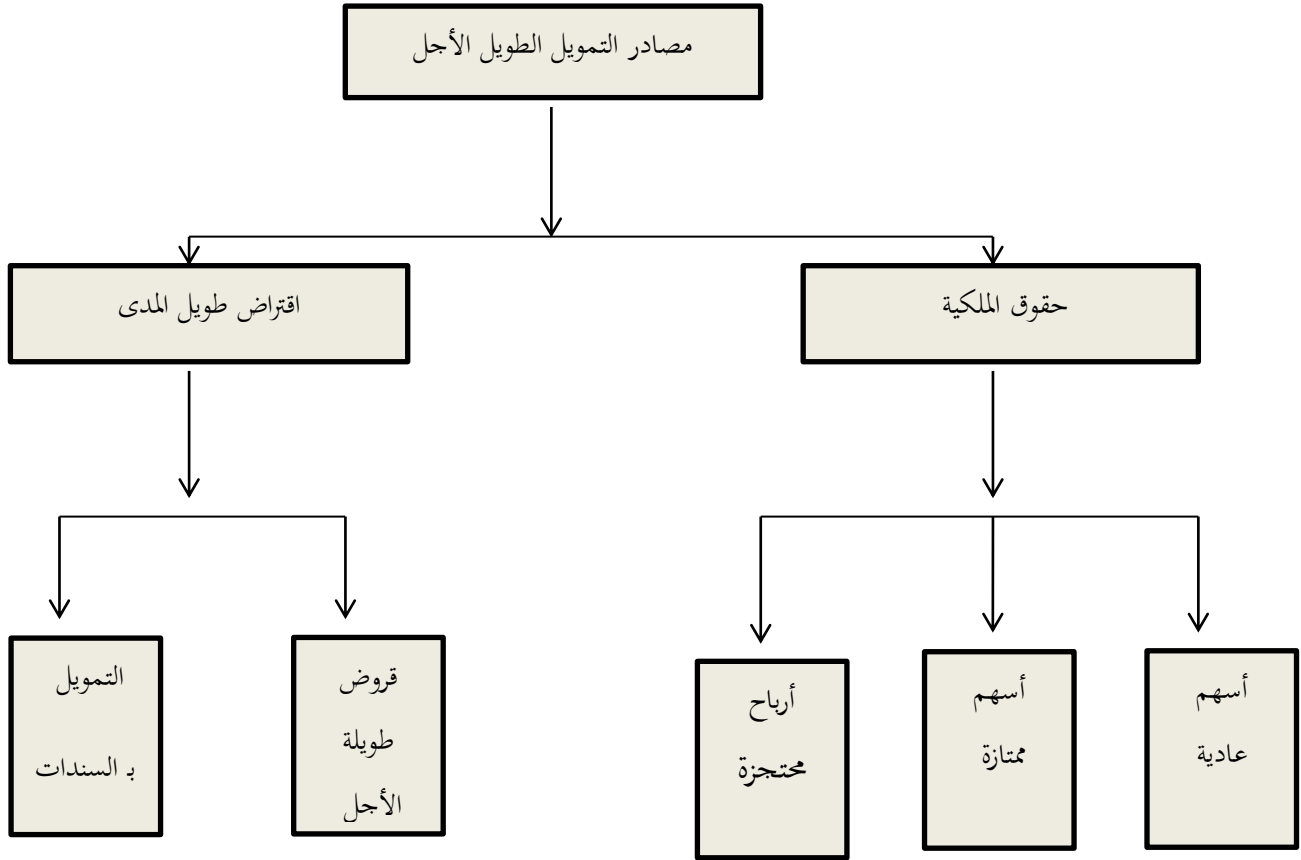 مصادر التمويل الطويل الأجل
حقوق الملكية
اقتراض طويل المدى
أسهم
عادية
أسهم
ممتازة
أرباح
محتجزة
قروض
طويلة
الأجل
التمويل
بـ السندات